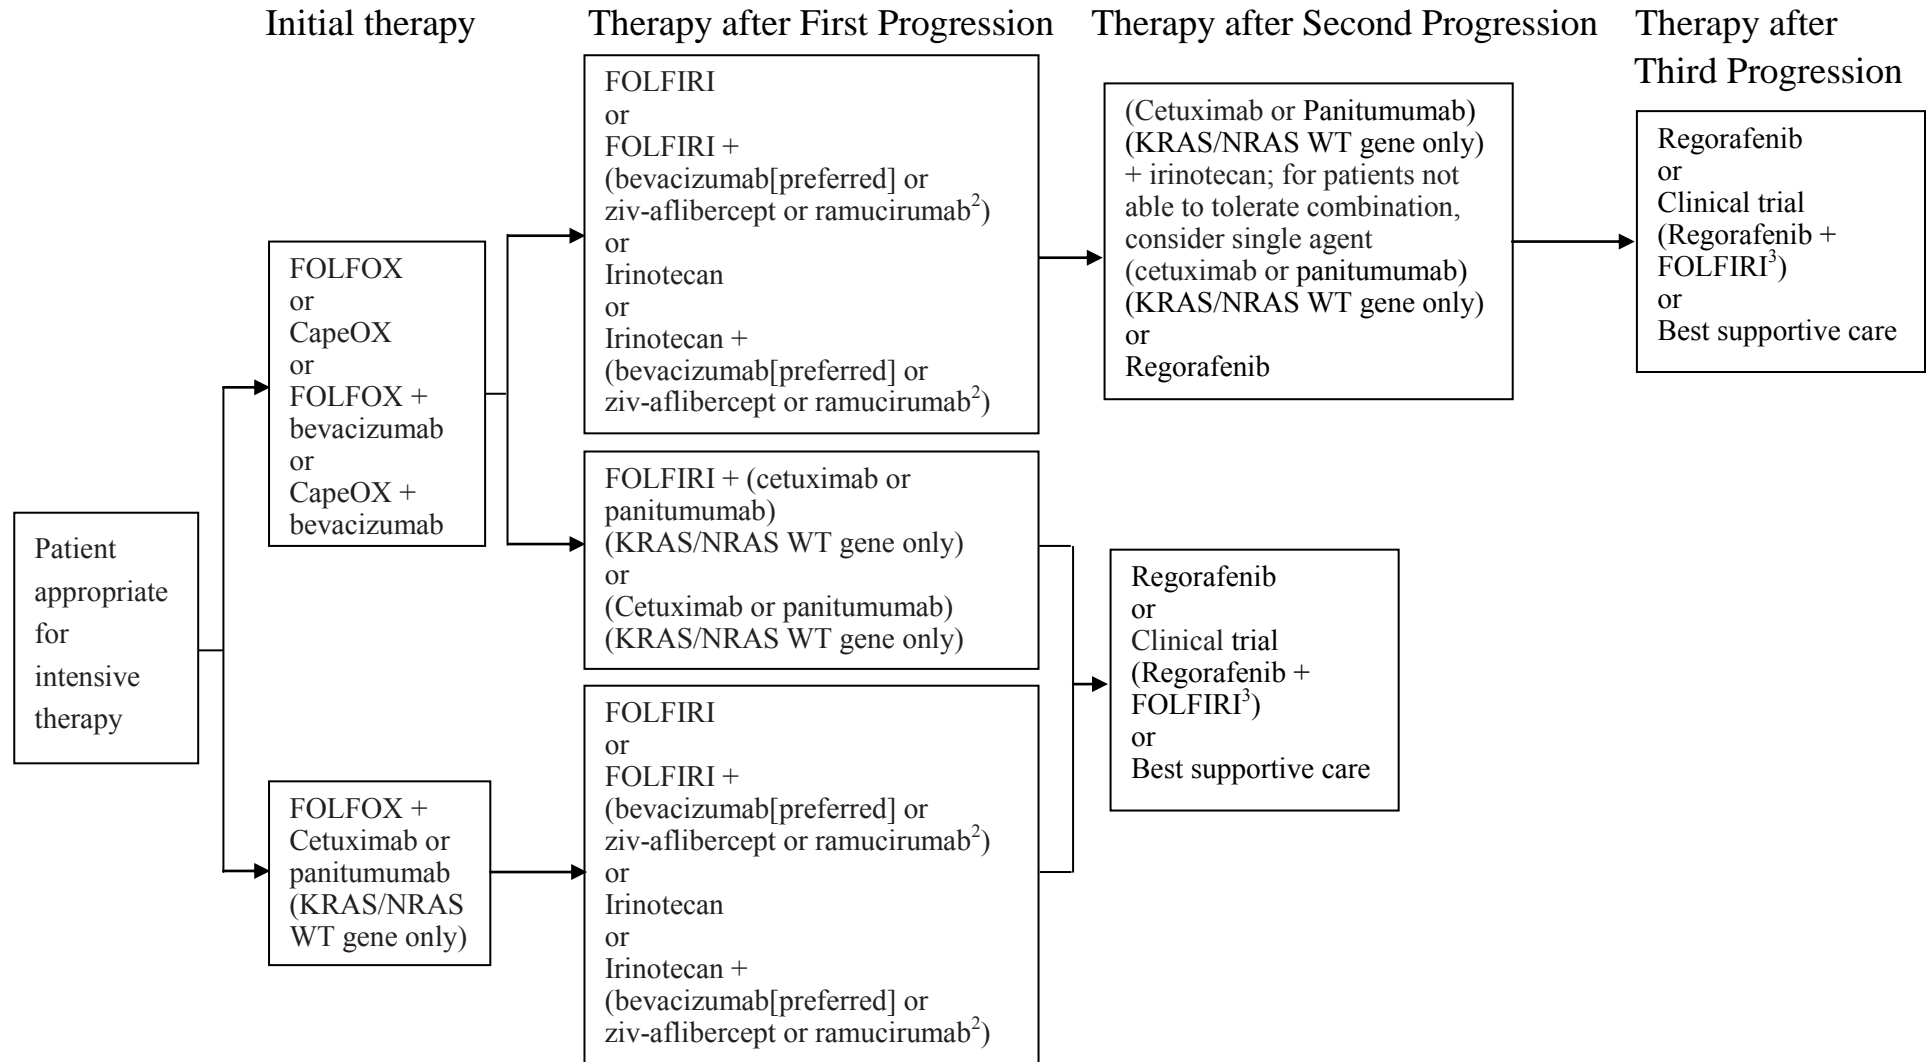 Initial therapy
Therapy after First Progression
Therapy after Second Progression
Therapy after
Third Progression
Patient
appropriate
for
intensive
therapy
FOLFOX
or
CapeOX
or
FOLFOX +
bevacizumab
or
CapeOX +
bevacizumab
FOLFOX +
Cetuximab or
panitumumab
(KRAS/NRAS
WT gene only)
FOLFIRI
or
FOLFIRI +
(bevacizumab[preferred] or
ziv-aflibercept or ramucirumab²)
or
Irinotecan
or
Irinotecan +
(bevacizumab[preferred] or
ziv-aflibercept or ramucirumab²)
FOLFIRI + (cetuximab or
panitumumab)
(KRAS/NRAS WT gene only)
or
(Cetuximab or panitumumab)
(KRAS/NRAS WT gene only)
FOLFIRI
or
FOLFIRI +
(bevacizumab[preferred] or
ziv-aflibercept or ramucirumab²)
or
Irinotecan
or
Irinotecan +
(bevacizumab[preferred] or
ziv-aflibercept or ramucirumab²)
(Cetuximab or Panitumumab)
(KRAS/NRAS WT gene only)
+ irinotecan; for patients not
able to tolerate combination,
consider single agent
(cetuximab or panitumumab)
(KRAS/NRAS WT gene only)
or
Regorafenib
Regorafenib
or
Clinical trial
(Regorafenib +
FOLFIRI³)
or
Best supportive care
Regorafenib
or
Clinical trial
(Regorafenib +
FOLFIRI³)
or
Best supportive care